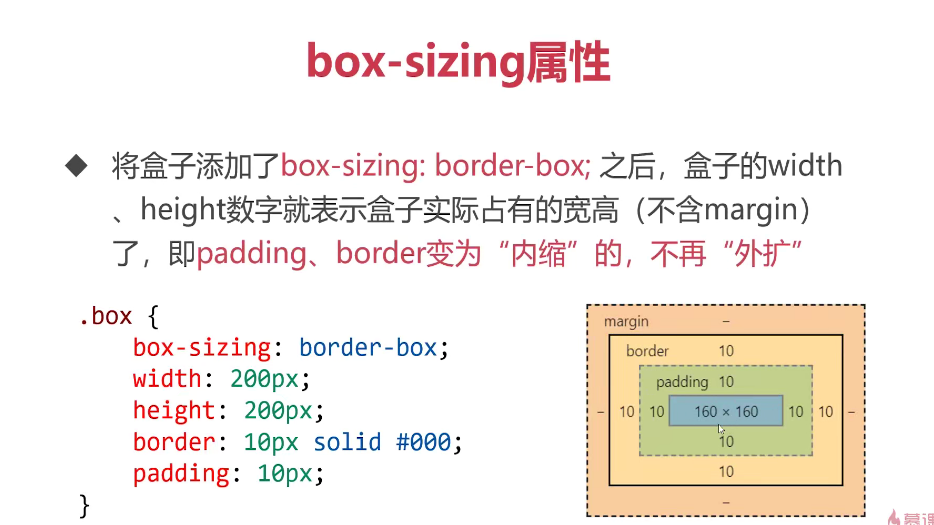 box-sizing属性
◆ 将盒子添加了box-sizing: border-box; 之后，盒子的width
、height数字就表示盒子实际占有的宽高（不含margin）
了，即padding、border变为“内缩”的，不再“外扩”
.box {
    box-sizing: border-box;
    width: 200px;
    height: 200px;
    border: 10px solid #000;
    padding: 10px;
}
margin –
border 10
padding 10
– 10 10 160 × 160 10 10 –
10
10
–